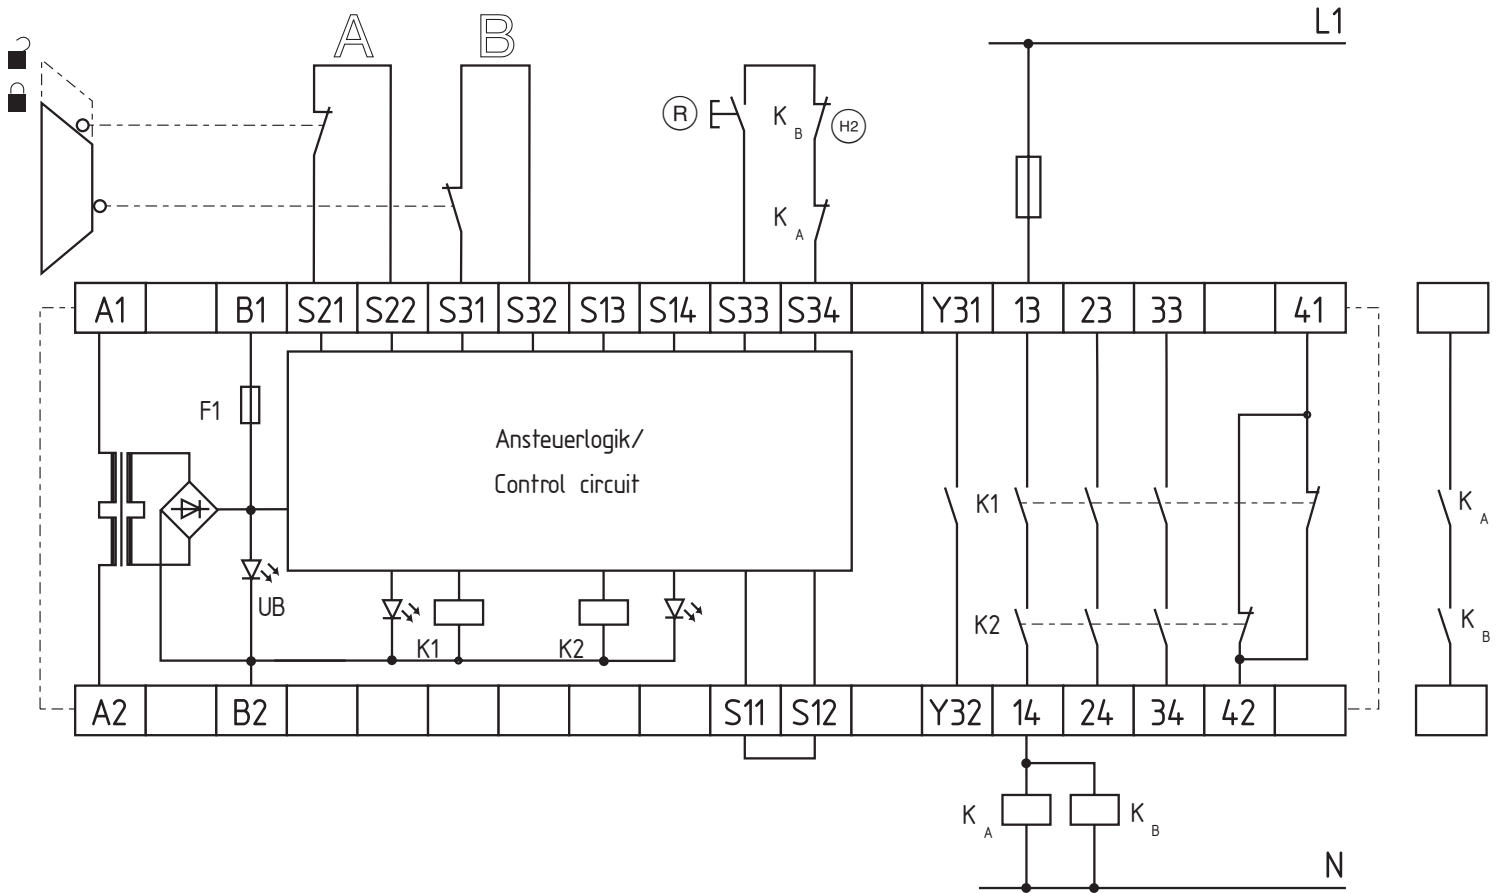 A B
L1
R K B H2
K A
A1 B1 S21 S22 S31 S32 S13 S14 S33 S34 Y31 13 23 33 41
F1
Ansteuerlogik/
Control circuit
K1 K A
UB
K1 K2 K2 K B
A2 B2 S11 S12 Y32 14 24 34 42
K A K B
N